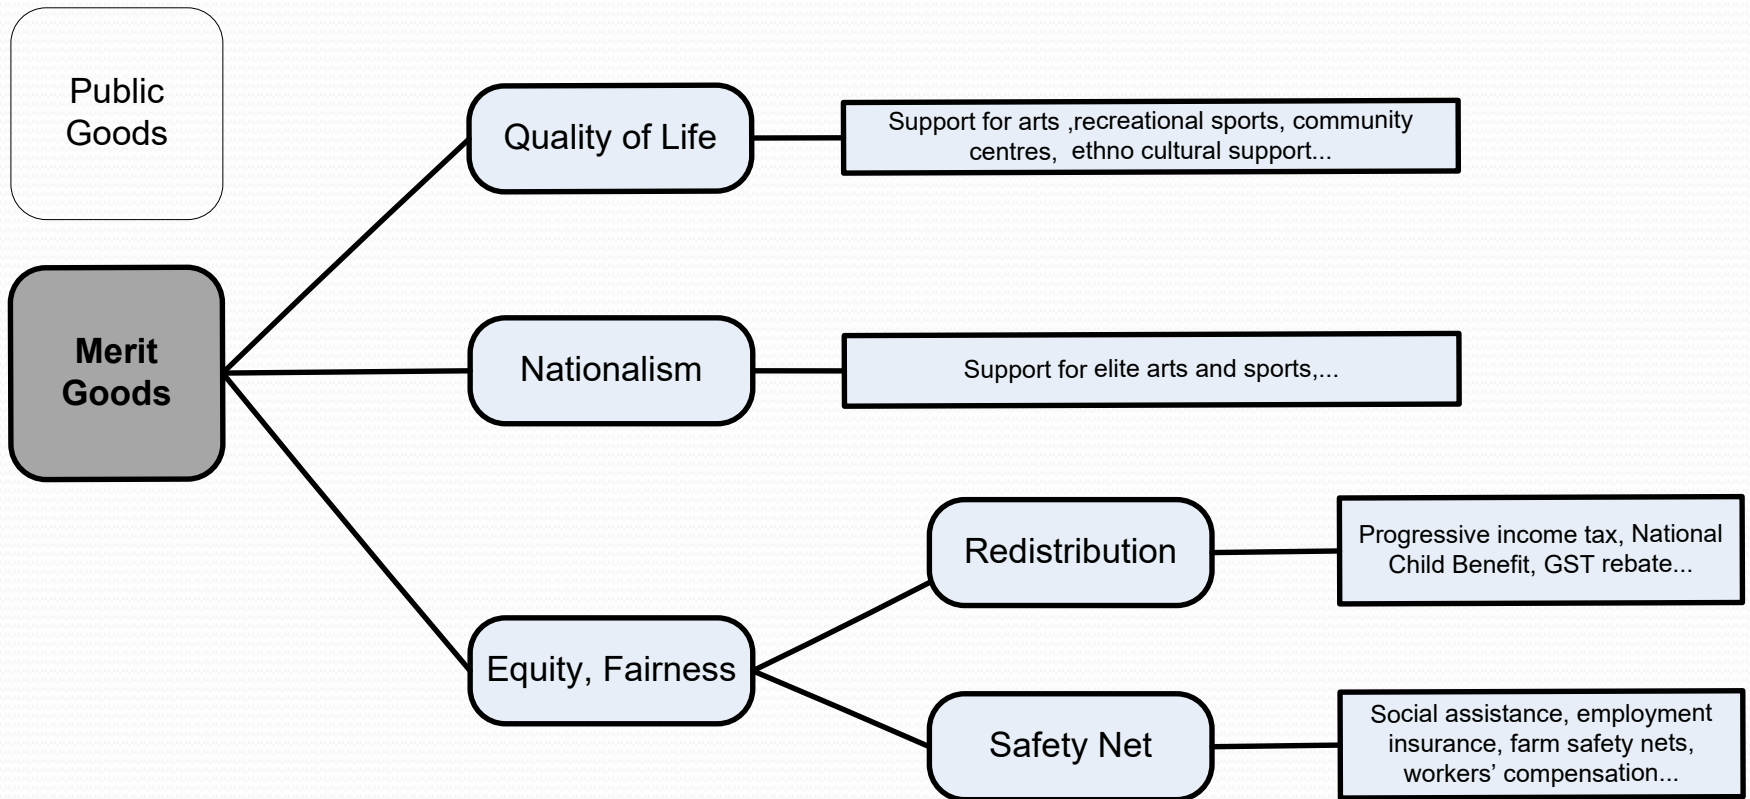 Public
Goods
Quality of Life
Support for arts ,recreational sports, community
centres, ethno cultural support...
Merit
Goods
Nationalism
Support for elite arts and sports,...
Redistribution
Progressive income tax, National
Child Benefit, GST rebate...
Equity, Fairness
Safety Net
Social assistance, employment
insurance, farm safety nets,
workers’ compensation...